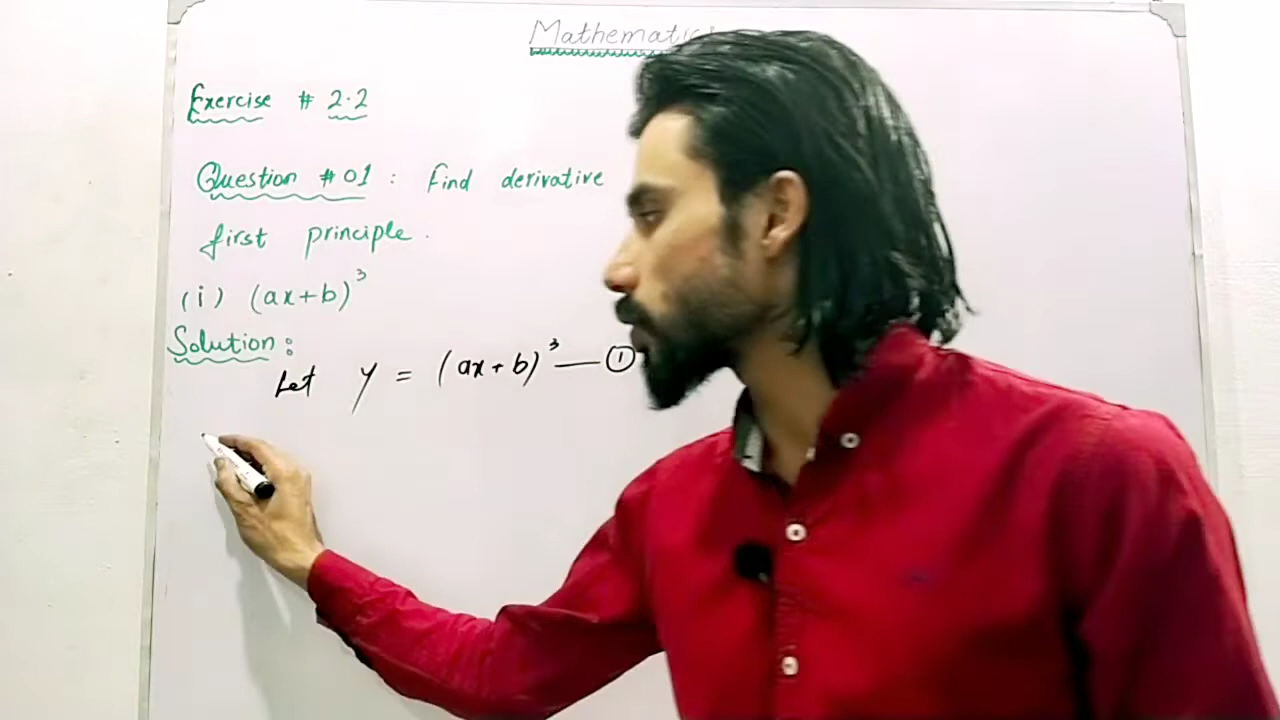 Mathematics
Exercise # 2.2
Question # 01 : Find derivative
first principle.
(i) (ax+b)³
Solution :
Let y = (ax+b)³ — ①